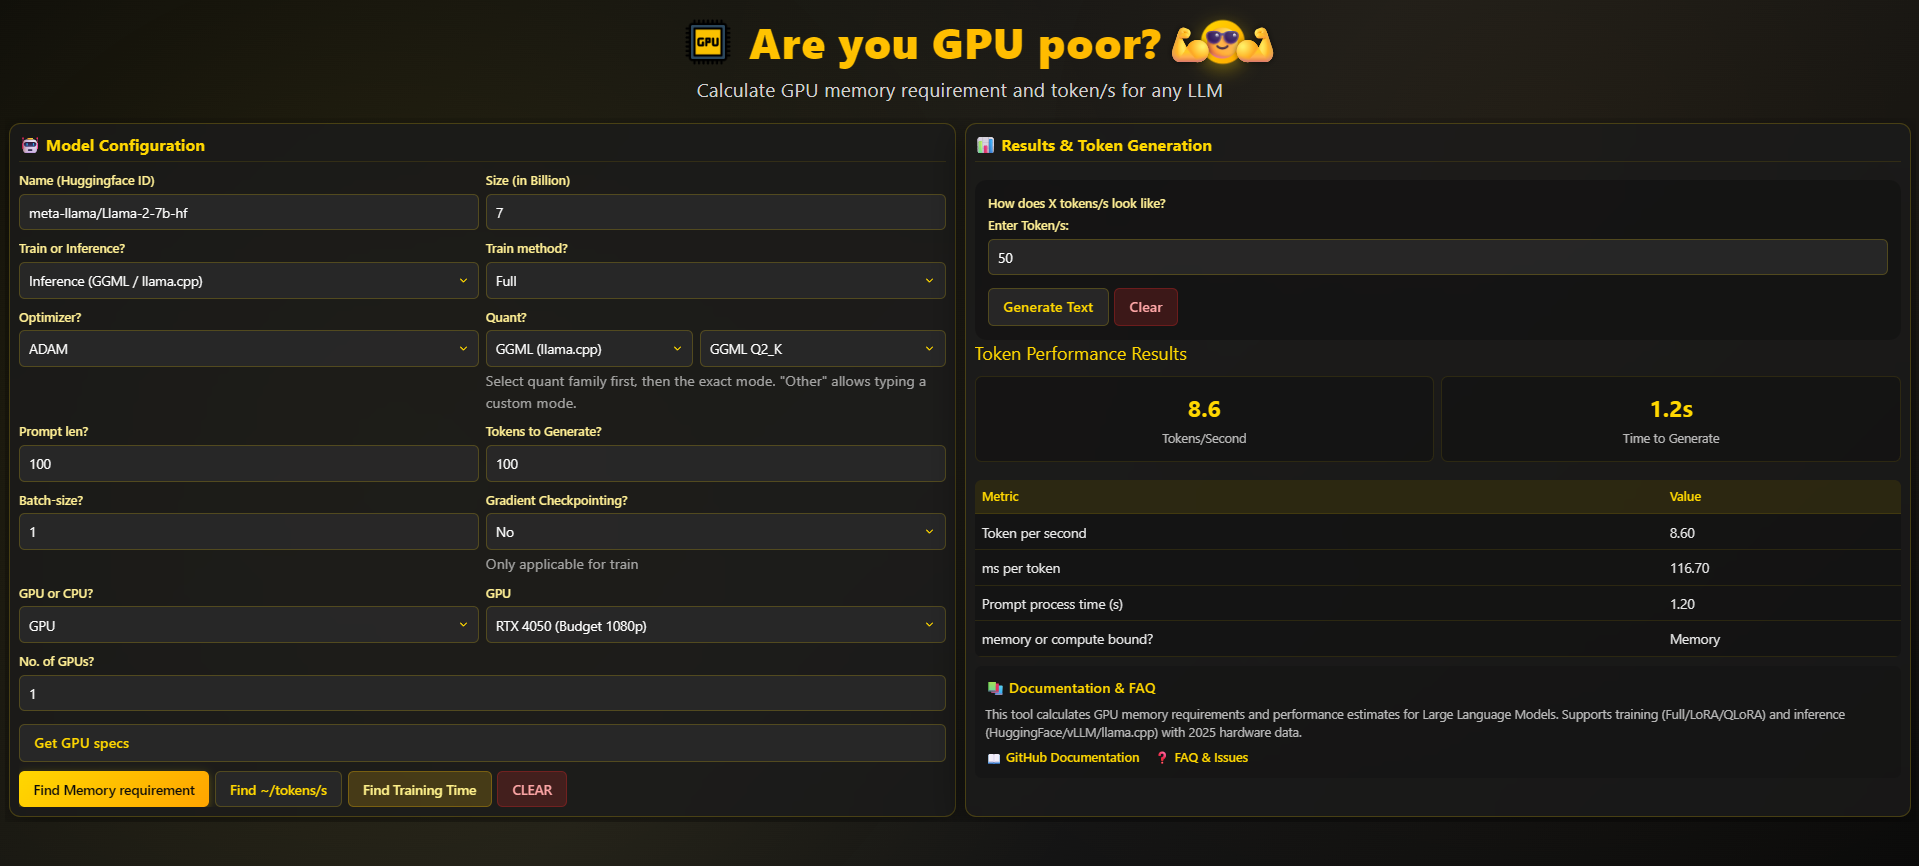 GPU
Are you GPU poor?
Calculate GPU memory requirement and token/s for any LLM
Model Configuration
Name (Huggingface ID)
Size (in Billion)
meta-llama/Llama-2-7b-hf
7
Train or Inference?
Train method?
Inference (GGML / llama.cpp)
Full
Optimizer?
Quant?
ADAM
GGML (llama.cpp)
GGML Q2_K
Select quant family first, then the exact mode. "Other" allows typing a
custom mode.
Prompt len?
Tokens to Generate?
100
100
Batch-size?
Gradient Checkpointing?
1
No
Only applicable for train
GPU or CPU?
GPU
GPU
RTX 4050 (Budget 1080p)
No. of GPUs?
1
Get GPU specs
Find Memory requirement
Find ~/tokens/s
Find Training Time
CLEAR
Results & Token Generation
How does X tokens/s look like?
Enter Token/s:
50
Generate Text
Clear
Token Performance Results
8.6
Tokens/Second
1.2s
Time to Generate
Metric
Value
Token per second
8.60
ms per token
116.70
Prompt process time (s)
1.20
memory or compute bound?
Memory
Documentation & FAQ
This tool calculates GPU memory requirements and performance estimates for Large Language Models. Supports training (Full/LoRA/QLoRA) and inference
(HuggingFace/vLLM/llama.cpp) with 2025 hardware data.
GitHub Documentation
FAQ & Issues